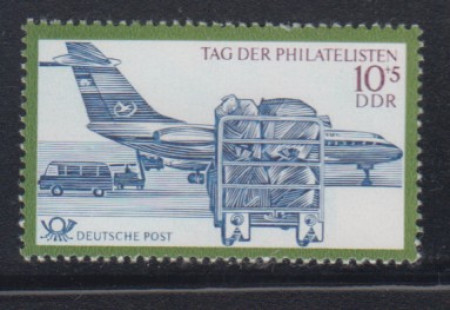 TAG DER PHILATELISTEN
10+5
DDR
DEUTSCHE POST